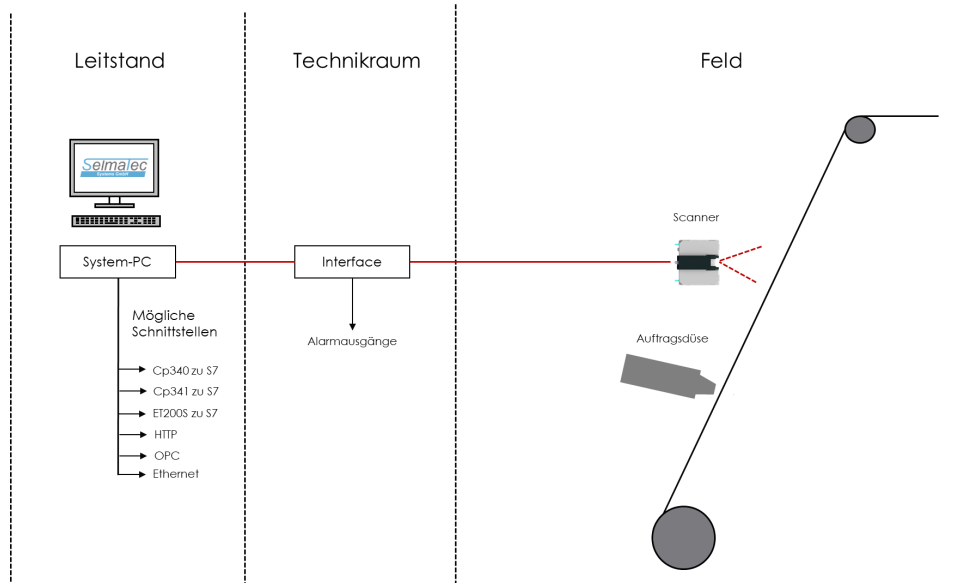 Leitstand
Technikraum
Feld
Selmatec
Systems GmbH
System-PC
Interface
Scanner
Mögliche
Schnittstellen
Alarmausgänge
Auftragsdüse
Cp340 zu S7
Cp341 zu S7
ET200S zu S7
HTTP
OPC
Ethernet